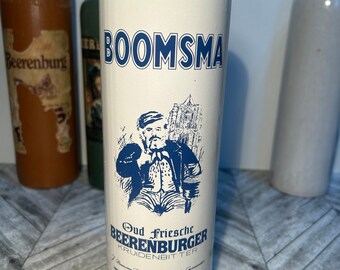 BOOMSMA
Oud Friesche
BEERENBURGER
KRUIDENBITTER
Beerenburg